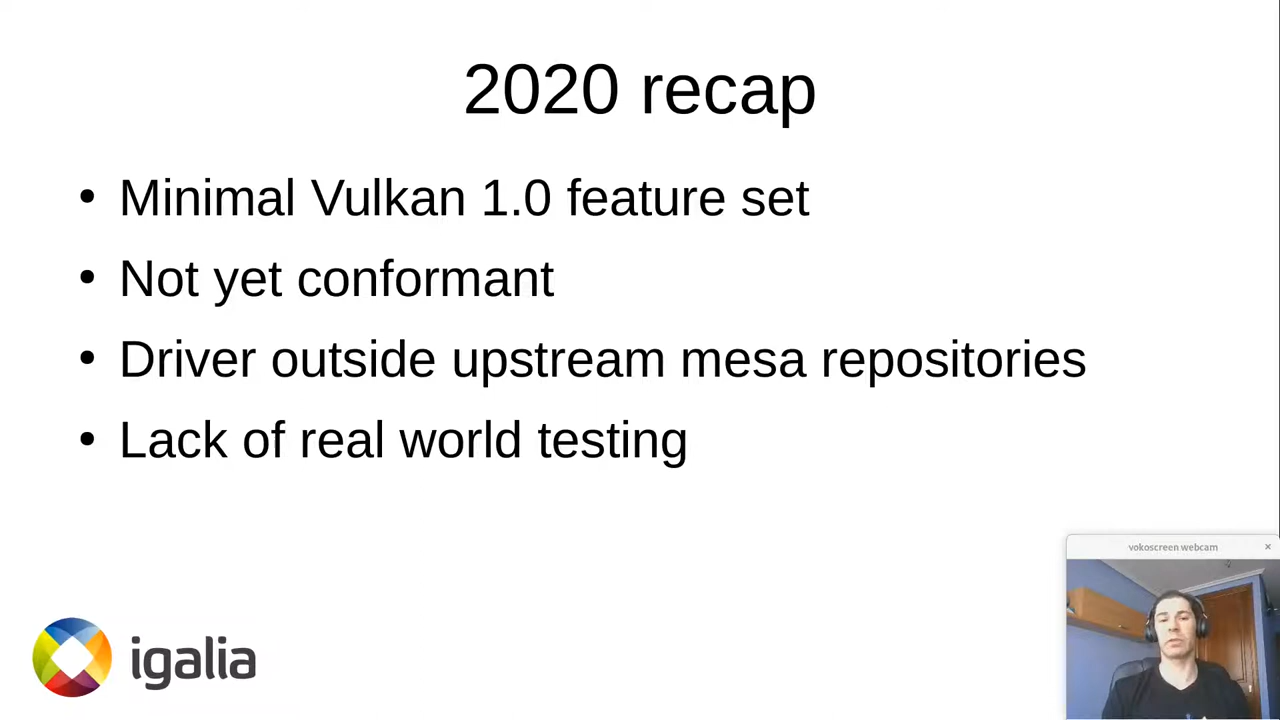 2020 recap
• Minimal Vulkan 1.0 feature set
• Not yet conformant
• Driver outside upstream mesa repositories
• Lack of real world testing
vokoscreen webcam ×
igalia